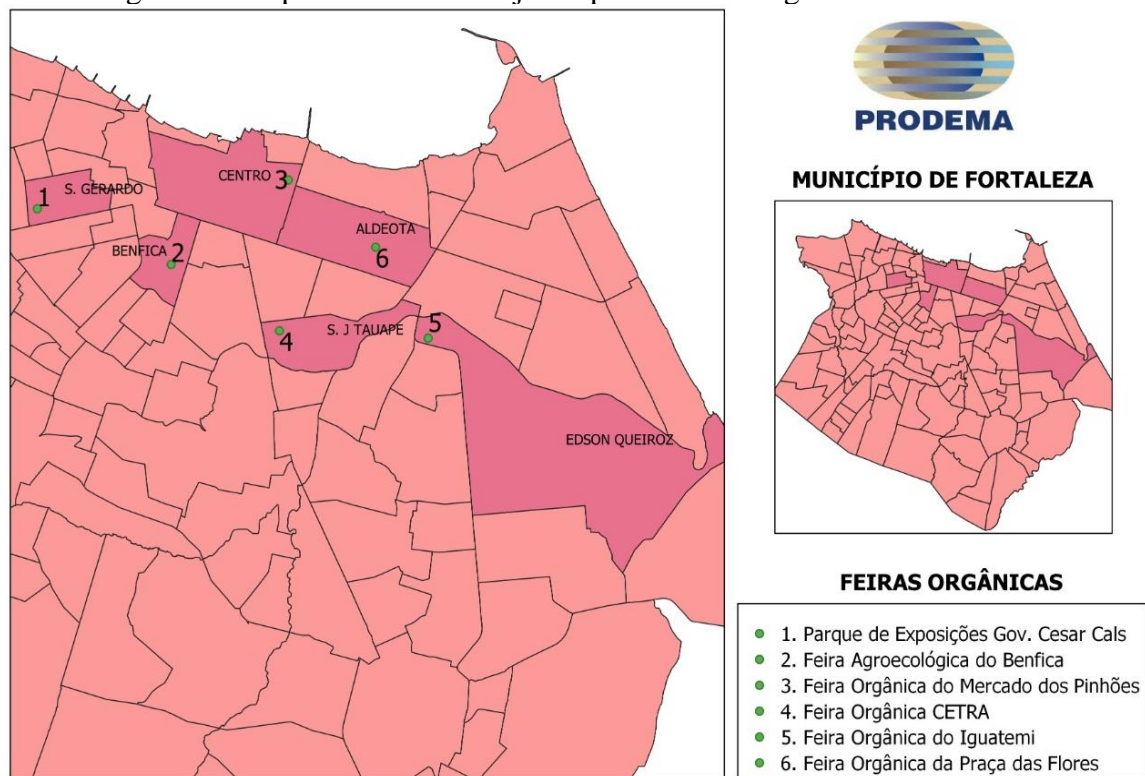 PRODEMA
MUNICÍPIO DE FORTALEZA
1
S. GERARDO
CENTRO 3
BENFICA 2
ALDEOTA
6
4
S. J TAUAPE
5
EDSON QUEIROZ
FEIRAS ORGÂNICAS
1. Parque de Exposições Gov. Cesar Cals
2. Feira Agroecológica do Benfica
3. Feira Orgânica do Mercado dos Pinhões
4. Feira Orgânica CETRA
5. Feira Orgânica do Iguatemi
6. Feira Orgânica da Praça das Flores